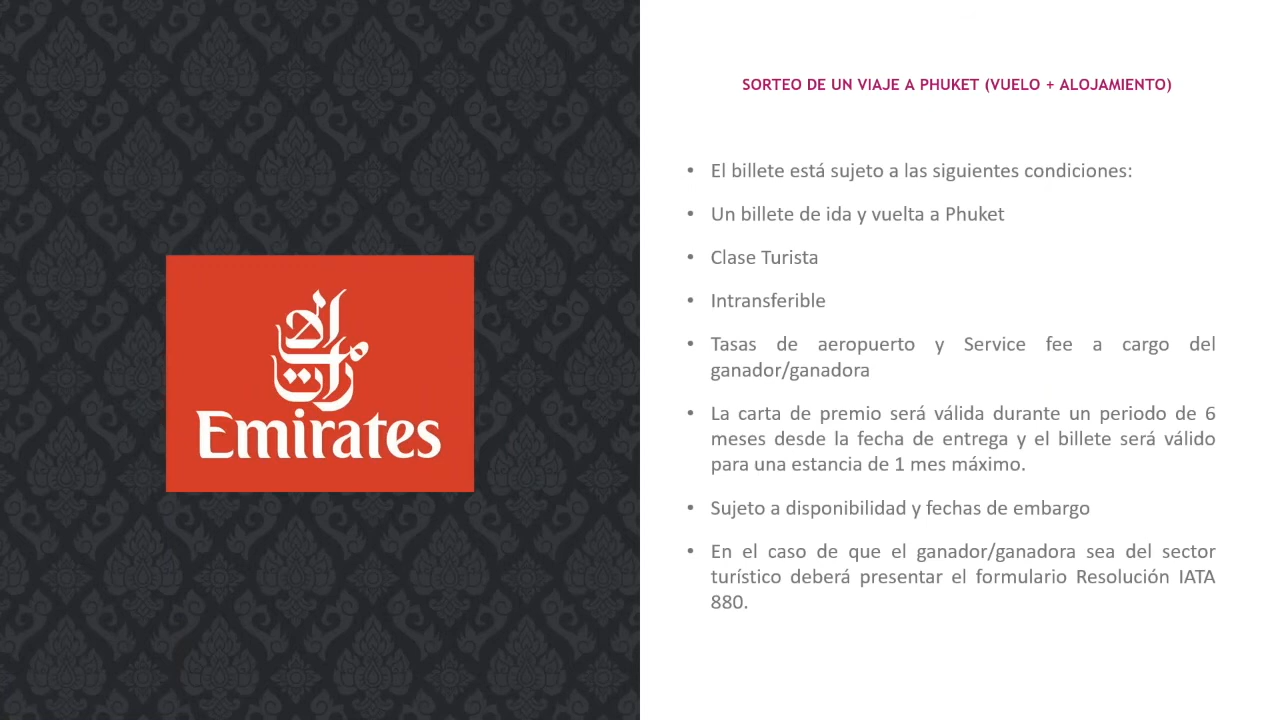 SORTEO DE UN VIAJE A PHUKET (VUELO + ALOJAMIENTO)
• El billete está sujeto a las siguientes condiciones:
• Un billete de ida y vuelta a Phuket
• Clase Turista
• Intransferible
• Tasas de aeropuerto y Service fee a cargo del
ganador/ganadora
• La carta de premio será válida durante un periodo de 6
meses desde la fecha de entrega y el billete será válido
para una estancia de 1 mes máximo.
• Sujeto a disponibilidad y fechas de embargo
• En el caso de que el ganador/ganadora sea del sector
turístico deberá presentar el formulario Resolución IATA
880.
الإمارات
Emirates